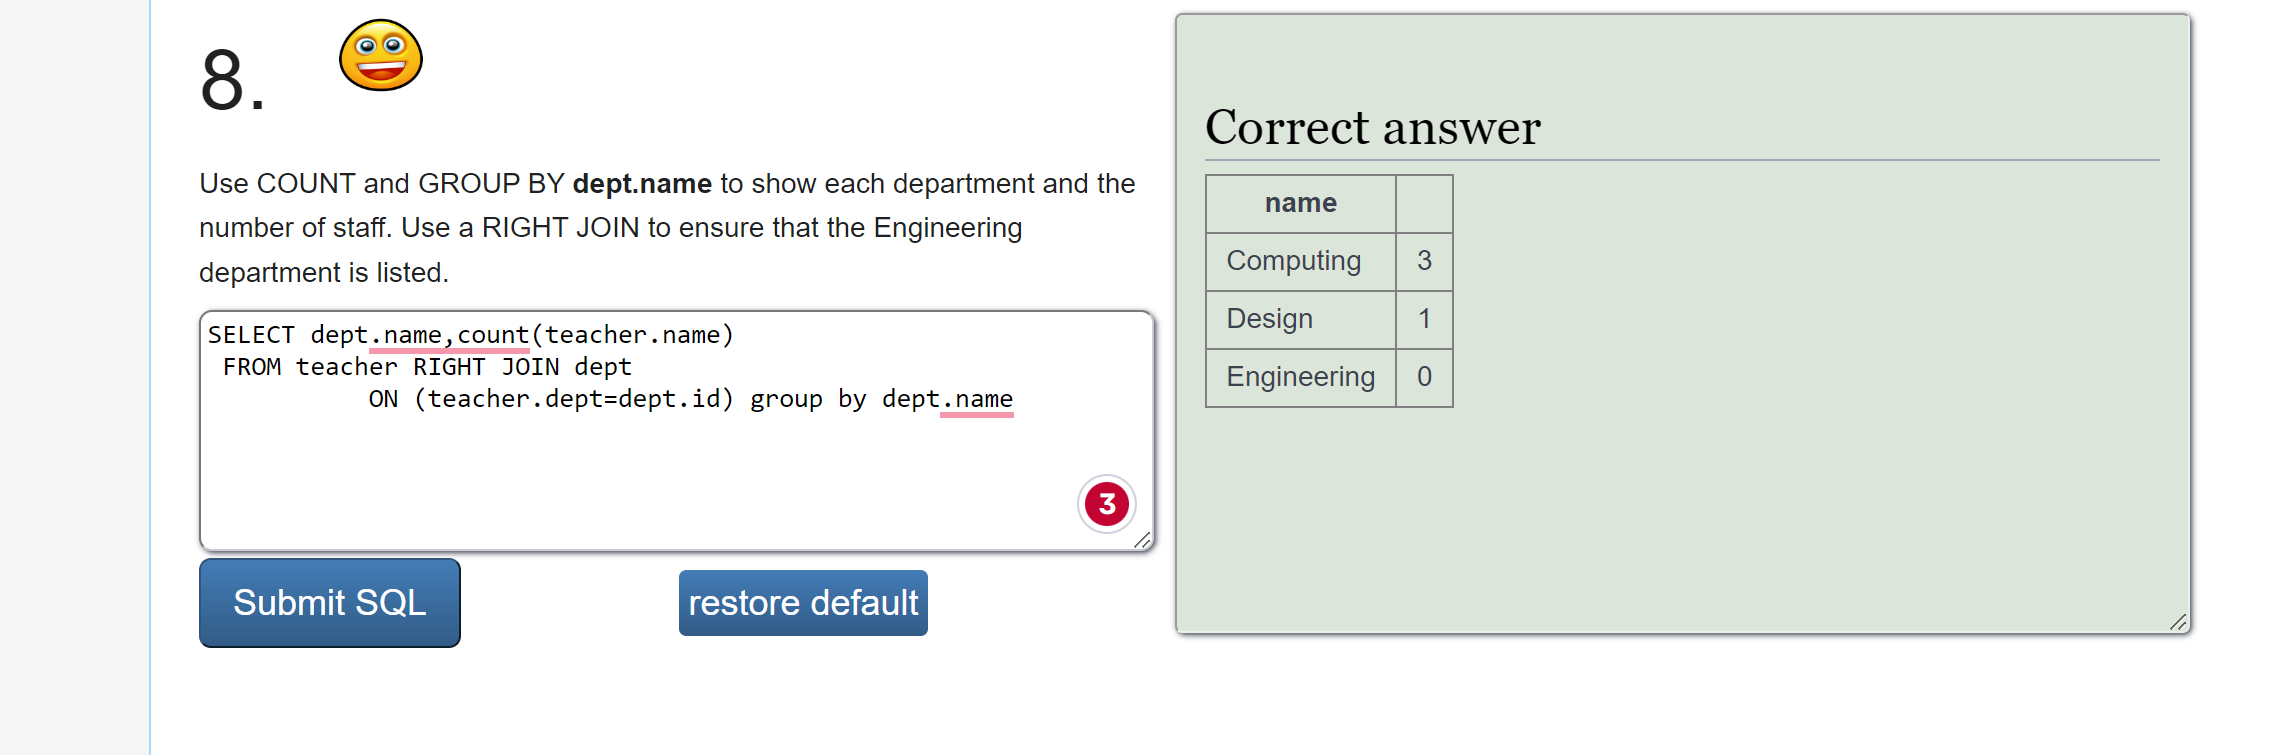 8.
Use COUNT and GROUP BY dept.name to show each department and the
number of staff. Use a RIGHT JOIN to ensure that the Engineering
department is listed.
SELECT dept.name,count(teacher.name)
FROM teacher RIGHT JOIN dept
ON (teacher.dept=dept.id) group by dept.name
3
Submit SQL restore default
Correct answer
name
Computing 3
Design 1
Engineering 0